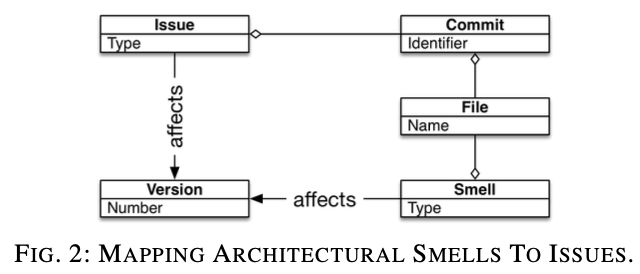 Issue
Type
Commit
Identifier
affects
File
Name
Version
Number
affects
Smell
Type
FIG. 2: MAPPING ARCHITECTURAL SMELLS TO ISSUES.